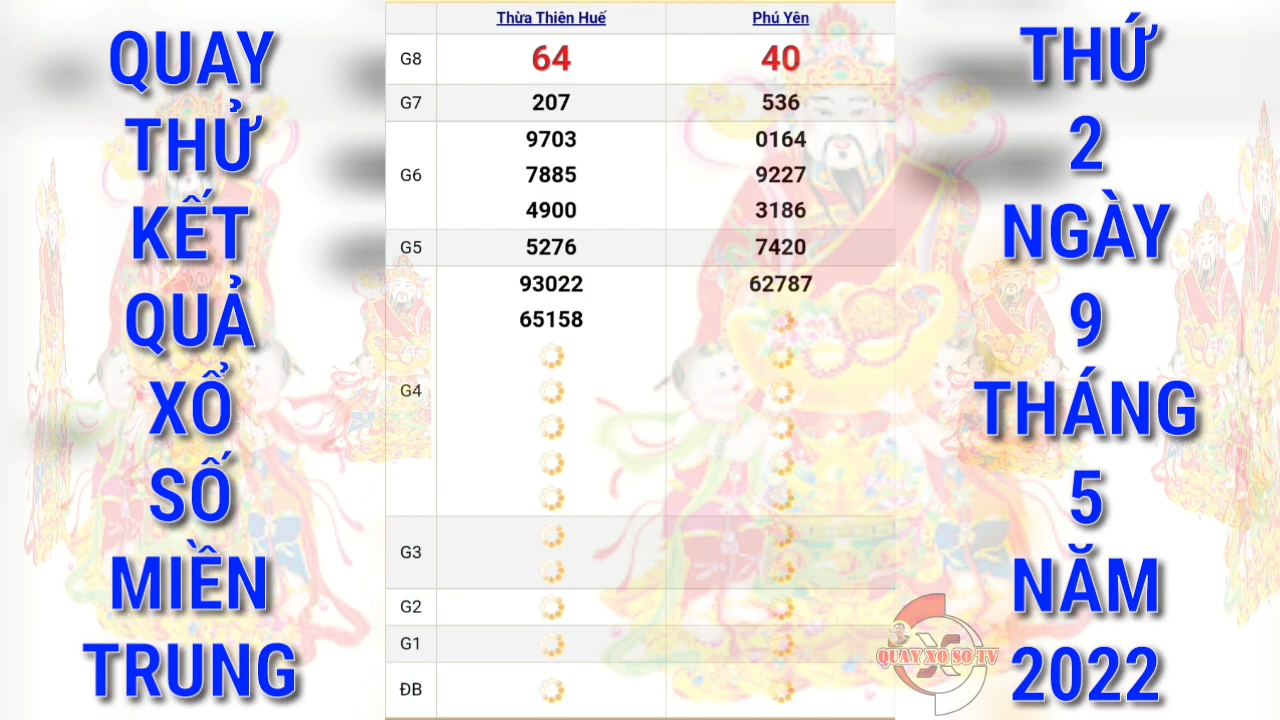 QUAY
THỬ
KẾT
QUẢ
XỔ
SỐ
MIỀN
TRUNG
Thừa Thiên Huế Phú Yên
G8 64 40
G7 207 536
9703 0164
G6 7885 9227
4900 3186
G5 5276 7420
93022 62787
65158
G4
G3
G2
G1
ĐB
THỨ
2
NGÀY
9
THÁNG
5
NĂM
2022
QUAY XO SO TV